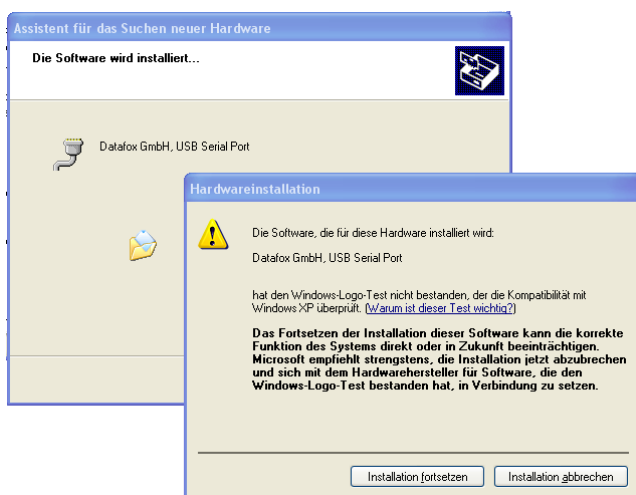 Assistent für das Suchen neuer Hardware
Die Software wird installiert...
Datafox GmbH, USB Serial Port
Hardwareinstallation
Die Software, die für diese Hardware installiert wird:
Datafox GmbH, USB Serial Port
hat den Windows-Logo-Test nicht bestanden, der die Kompatibilität mit
Windows XP überprüft. (Warum ist dieser Test wichtig?)
Das Fortsetzen der Installation dieser Software kann die korrekte
Funktion des Systems direkt oder in Zukunft beeinträchtigen.
Microsoft empfiehlt strengstens, die Installation jetzt abzubrechen
und sich mit dem Hardwarehersteller für Software, die den
Windows-Logo-Test bestanden hat, in Verbindung zu setzen.
Installation fortsetzen
Installation abbrechen